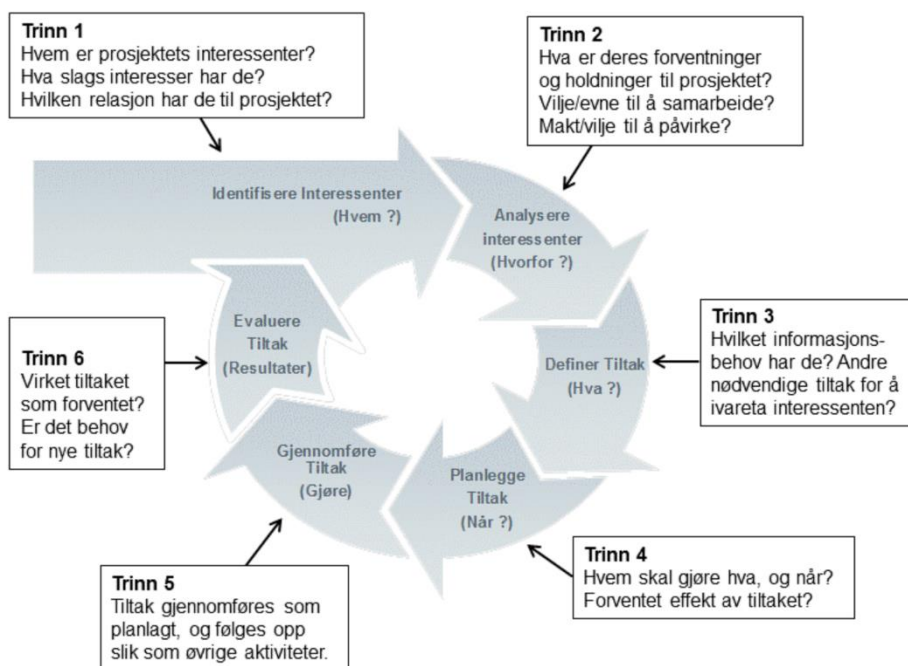 Trinn 1
Hvem er prosjektets interessenter?
Hva slags interesser har de?
Hvilken relasjon har de til prosjektet?
Trinn 2
Hva er deres forventninger
og holdninger til prosjektet?
Vilje/evne til å samarbeide?
Makt/vilje til å påvirke?
Identifisere Interessenter
(Hvem ?)
Analysere
interessenter
(Hvorfor ?)
Trinn 3
Hvilket informasjons-
behov har de? Andre
nødvendige tiltak for å
ivareta interessenten?
Definer Tiltak
(Hva ?)
Planlegge
Tiltak
(Når ?)
Trinn 4
Hvem skal gjøre hva, og når?
Forventet effekt av tiltaket?
Gjennomføre
Tiltak
(Gjøre)
Trinn 5
Tiltak gjennomføres som
planlagt, og følges opp
slik som øvrige aktiviteter.
Evaluere
Tiltak
(Resultater)
Trinn 6
Virket tiltaket
som forventet?
Er det behov
for nye tiltak?